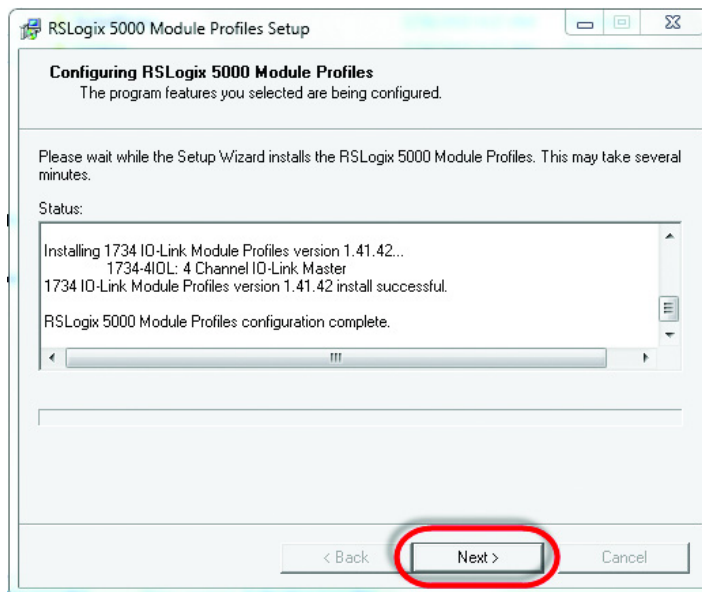 RSLogix 5000 Module Profiles Setup
Configuring RSLogix 5000 Module Profiles
The program features you selected are being configured.
Please wait while the Setup Wizard installs the RSLogix 5000 Module Profiles. This may take several
minutes.
Status:
Installing 1734 IO-Link Module Profiles version 1.41.42...
1734-4IOL: 4 Channel IO-Link Master
1734 IO-Link Module Profiles version 1.41.42 install successful.
RSLogix 5000 Module Profiles configuration complete.
< Back
Next >
Cancel